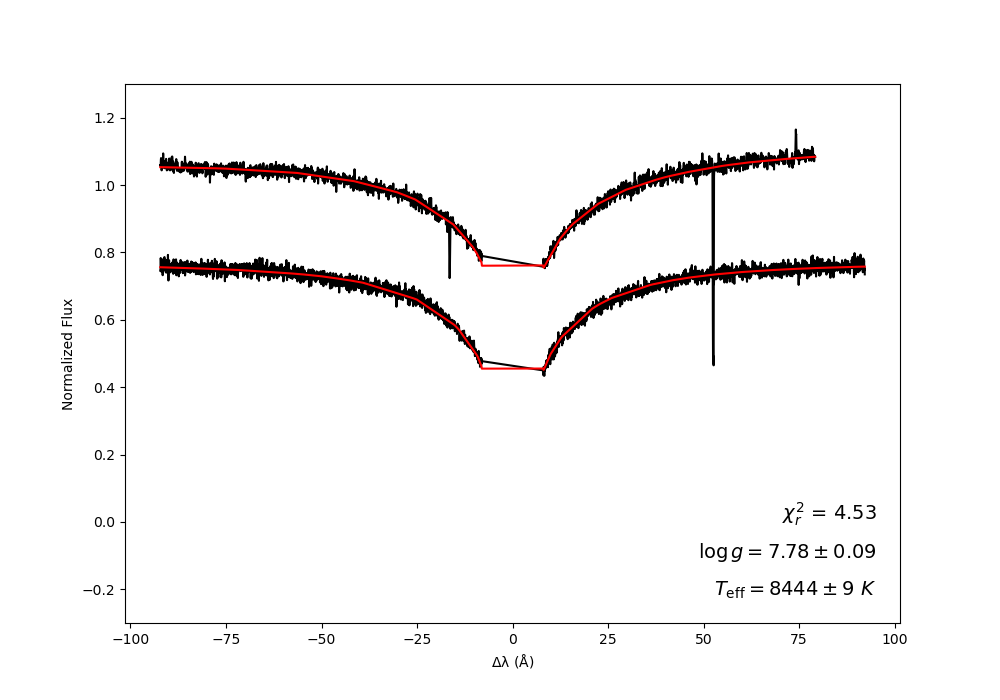 1.2
1.0
0.8
0.6
0.4
0.2
0.0
−0.2
Normalized Flux
χ²ᵣ = 4.53
log g = 7.78 ± 0.09
T_eff = 8444 ± 9 K
−100 −75 −50 −25 0 25 50 75 100
Δλ (Å)